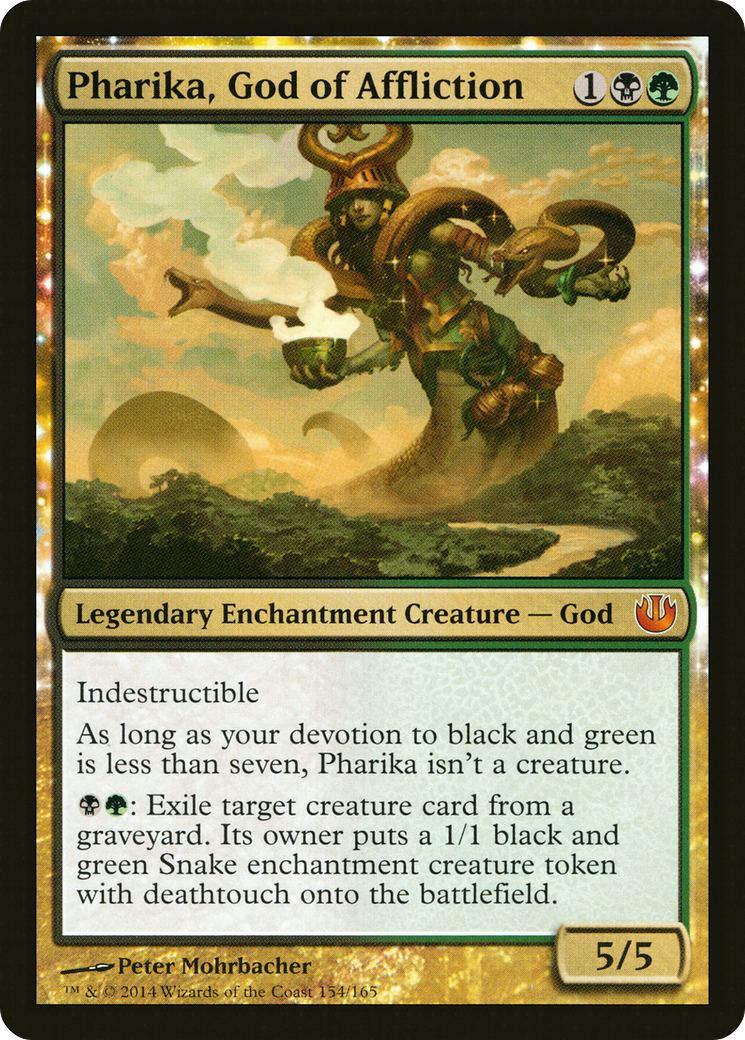 Pharika, God of Affliction 1
Legendary Enchantment Creature — God
Indestructible
As long as your devotion to black and green
is less than seven, Pharika isn't a creature.
: Exile target creature card from a
graveyard. Its owner puts a 1/1 black and
green Snake enchantment creature token
with deathtouch onto the battlefield.
5/5
Peter Mohrbacher
™ & © 2014 Wizards of the Coast 154/165